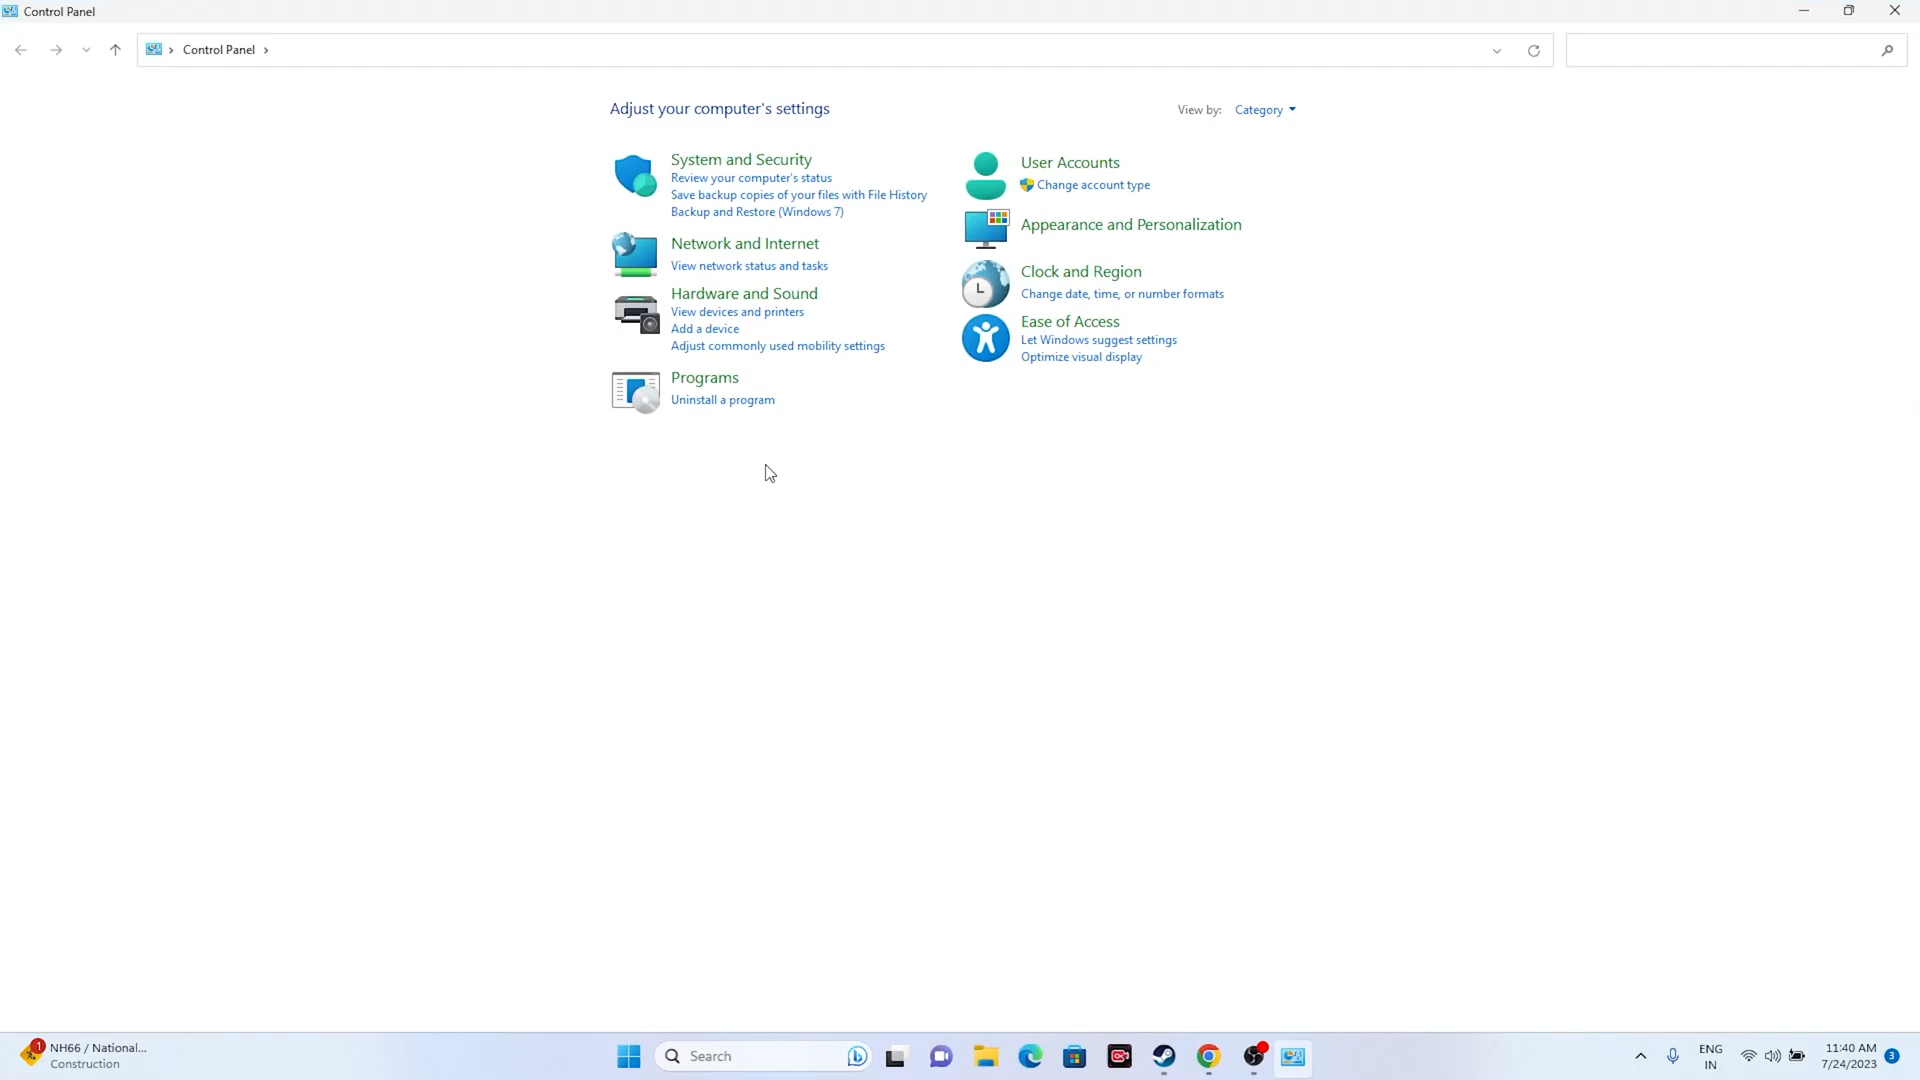 Control Panel
Control Panel
Adjust your computer's settings
View by: Category
System and Security
Review your computer's status
Save backup copies of your files with File History
Backup and Restore (Windows 7)
Network and Internet
View network status and tasks
Hardware and Sound
View devices and printers
Add a device
Adjust commonly used mobility settings
Programs
Uninstall a program
User Accounts
Change account type
Appearance and Personalization
Clock and Region
Change date, time, or number formats
Ease of Access
Let Windows suggest settings
Optimize visual display
1
NH66 / National...
Construction
Search
ENG
IN
11:40 AM
7/24/2023
3